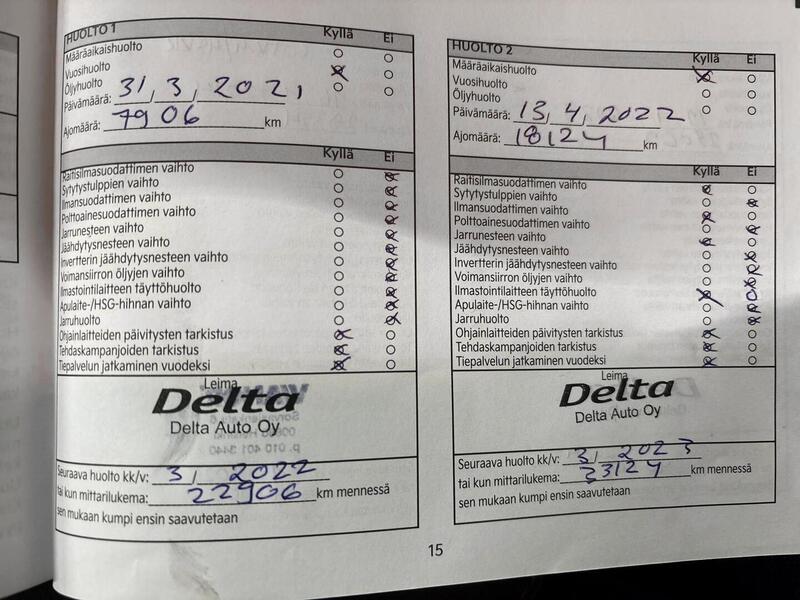 HUOLTO 1
Kyllä Ei
Määräaikaishuolto
Vuosihuolto
Öljyhuolto
Päivämäärä: 31, 3, 2021
Ajomäärä: 7906 km
Kyllä Ei
Raitisilmasuodattimen vaihto
Sytytystulppien vaihto
Ilmansuodattimen vaihto
Polttoainesuodattimen vaihto
Jarrunesteen vaihto
Jäähdytysnesteen vaihto
Invertterin jäähdytysnesteen vaihto
Voimansiirron öljyjen vaihto
Ilmastointilaitteen täyttöhuolto
Apulaite-/HSG-hihnan vaihto
Jarruhuolto
Ohjainlaitteiden päivitysten tarkistus
Tehdaskampanjoiden tarkistus
Tiepalvelun jatkaminen vuodeksi
Leima
Delta
Delta Auto Oy
Seuraava huolto kk/v: 3, 2022
tai kun mittarilukema: 22906 km mennessä
sen mukaan kumpi ensin saavutetaan
HUOLTO 2
Kyllä Ei
Määräaikaishuolto
Vuosihuolto
Öljyhuolto
Päivämäärä: 13, 4, 2022
Ajomäärä: 18124 km
Kyllä Ei
Raitisilmasuodattimen vaihto
Sytytystulppien vaihto
Ilmansuodattimen vaihto
Polttoainesuodattimen vaihto
Jarrunesteen vaihto
Jäähdytysnesteen vaihto
Invertterin jäähdytysnesteen vaihto
Voimansiirron öljyjen vaihto
Ilmastointilaitteen täyttöhuolto
Apulaite-/HSG-hihnan vaihto
Jarruhuolto
Ohjainlaitteiden päivitysten tarkistus
Tehdaskampanjoiden tarkistus
Tiepalvelun jatkaminen vuodeksi
Leima
Delta
Delta Auto Oy
Seuraava huolto kk/v: 3, 2023
tai kun mittarilukema: 33124 km mennessä
sen mukaan kumpi ensin saavutetaan
15